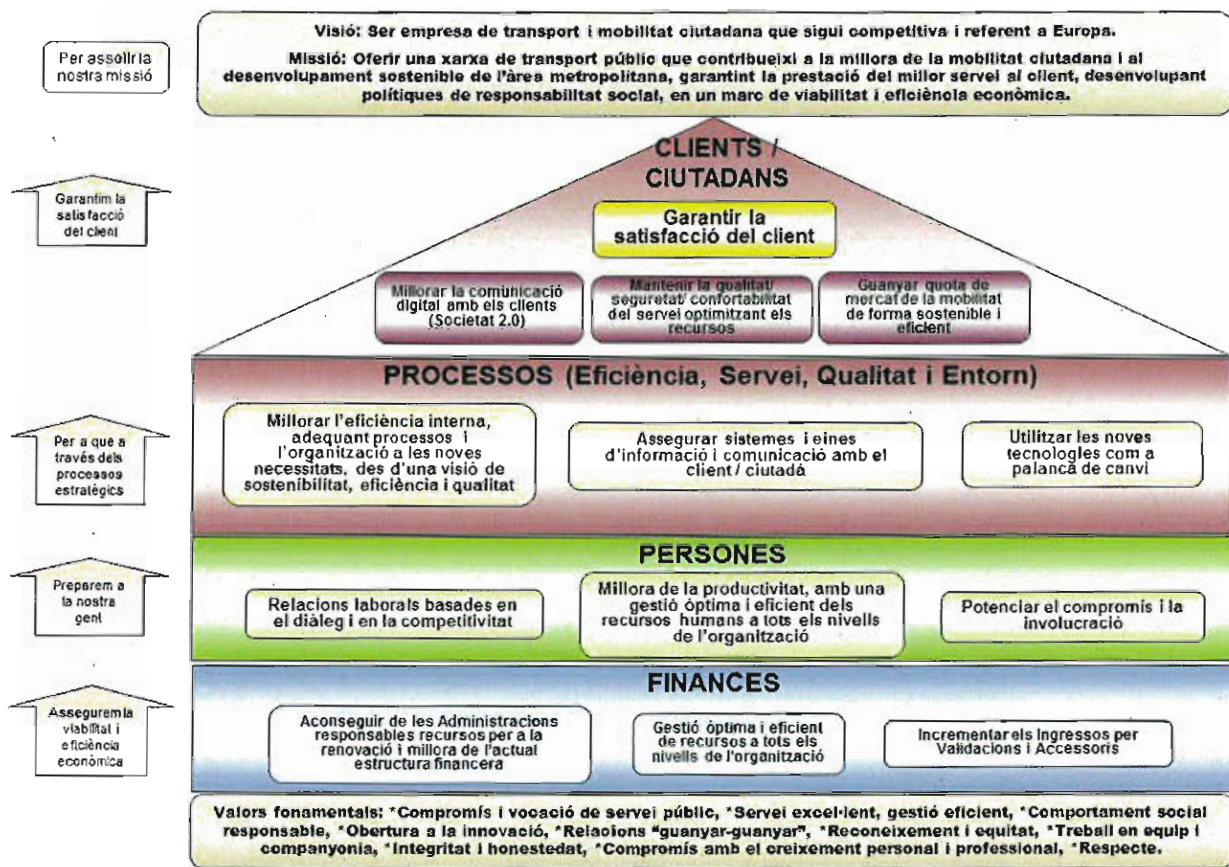 Per assolir la
nostra missió
Visió: Ser empresa de transport i mobilitat ciutadana que sigui competitiva i referent a Europa.
Missió: Oferir una xarxa de transport públic que contribueixi a la millora de la mobilitat ciutadana i al
desenvolupament sostenible de l'àrea metropolitana, garantint la prestació del millor servei al client, desenvolupant
polítiques de responsabilitat social, en un marc de viabilitat i eficiència econòmica.
CLIENTS /
CIUTADANS
Garantim la
satisfacció
del client
Garantir la
satisfacció del client
Millorar la comunicació
digital amb els clients
(Societat 2.0)
Mantenir la qualitat/
seguretat/ confortabilitat
del servei optimitzant els
recursos
Guanyar quota de
mercat de la mobilitat
de forma sostenible i
eficient
PROCESSOS (Eficiència, Servei, Qualitat i Entorn)
Per a que a
través dels
processos
estratègics
Millorar l'eficiència interna,
adequant processos i
l'organització a les noves
necessitats, des d'una visió de
sostenibilitat, eficiència i qualitat
Assegurar sistemes i eines
d'informació i comunicació amb el
client / ciutadà
Utilitzar les noves
tecnologies com a
palanca de canvi
PERSONES
Preparem a
la nostra
gent
Relacions laborals basades en
el diàleg i en la competitivitat
Millora de la productivitat, amb una
gestió òptima i eficient dels
recursos humans a tots els nivells
de l'organització
Potenciar el compromís i la
involucració
FINANCES
Assegurem la
viabilitat i
eficiència
econòmica
Aconseguir de les Administracions
responsables recursos per a la
renovació i millora de l'actual
estructura financera
Gestió òptima i eficient
de recursos a tots els
nivells de l'organització
Incrementar els Ingressos per
Validacions i Accessoris
Valors fonamentals: *Compromís i vocació de servei públic, *Servei excel·lent, gestió eficient, *Comportament social
responsable, *Obertura a la innovació, *Relacions "guanyar-guanyar", *Reconeixement i equitat, *Treball en equip i
companyonia, *Integritat i honestedat, *Compromís amb el creixement personal i professional, *Respecte.